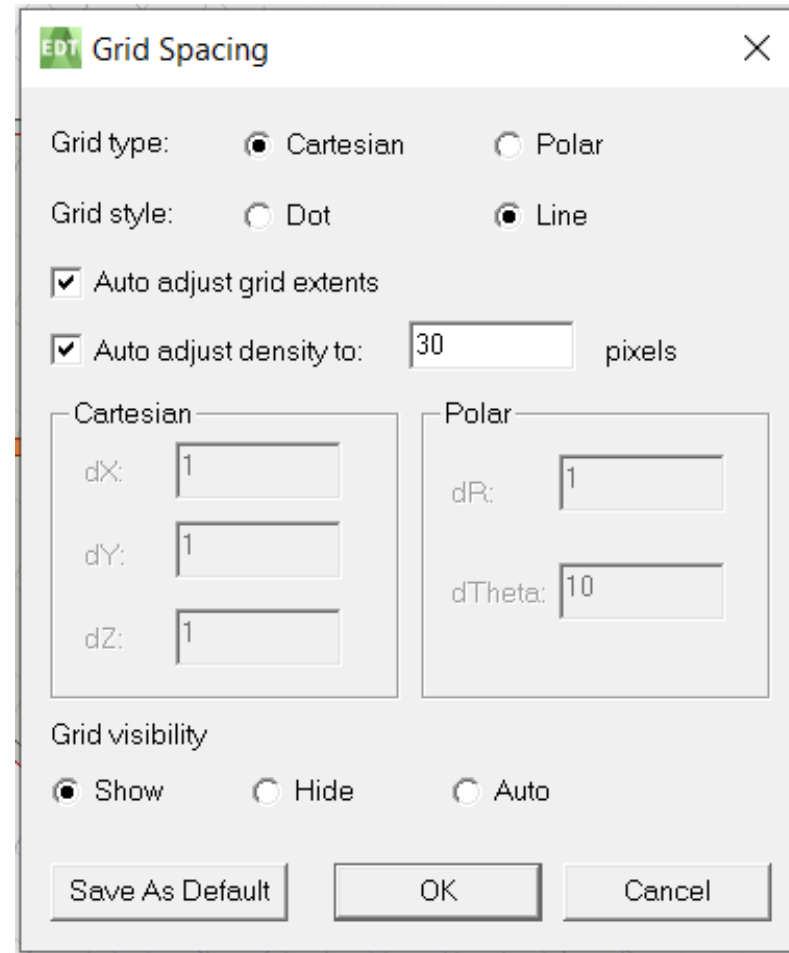 EDT Grid Spacing
Grid type: Cartesian Polar
Grid style: Dot Line
Auto adjust grid extents
Auto adjust density to: 30 pixels
Cartesian
dX: 1
dY: 1
dZ: 1
Polar
dR: 1
dTheta: 10
Grid visibility
Show Hide Auto
Save As Default OK Cancel